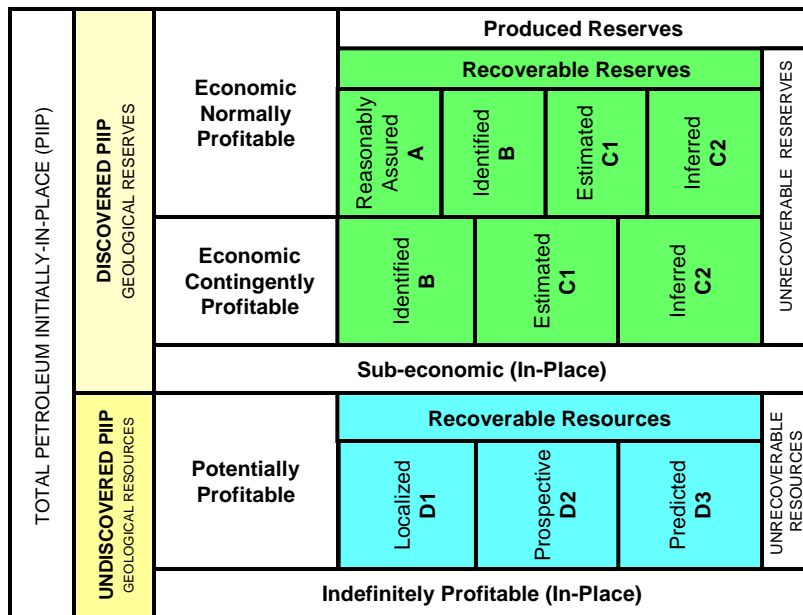 TOTAL PETROLEUM INITIALLY-IN-PLACE (PIIP)
DISCOVERED PIIP
GEOLOGICAL RESERVES
Economic
Normally
Profitable
Produced Reserves
Recoverable Reserves
Reasonably
Assured
A
Identified
B
Estimated
C1
Inferred
C2
UNRECOVERABLE RESRERVES
Economic
Contingently
Profitable
Identified
B
Estimated
C1
Inferred
C2
Sub-economic (In-Place)
UNDISCOVERED PIIP
GEOLOGICAL RESOURCES
Potentially
Profitable
Recoverable Resources
Localized
D1
Prospective
D2
Predicted
D3
UNRECOVERABLE
RESOURCES
Indefinitely Profitable (In-Place)